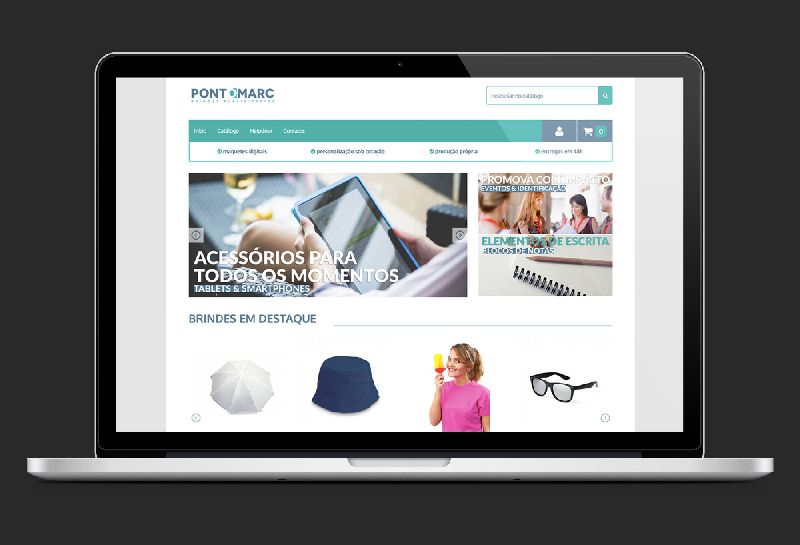 PONTOMARC
BRINDES PUBLICITÁRIOS
pesquisar no catálogo
Início Catálogo Helpdesk Contatos
0
maquetes digitais personalização sob cotação produção própria entregas em 48h
ACESSÓRIOS PARA
TODOS OS MOMENTOS
TABLETS & SMARTPHONES
PROMOVA COM IMPACTO
EVENTOS & IDENTIFICAÇÃO
ELEMENTOS DE ESCRITA
BLOCOS DE NOTAS
BRINDES EM DESTAQUE